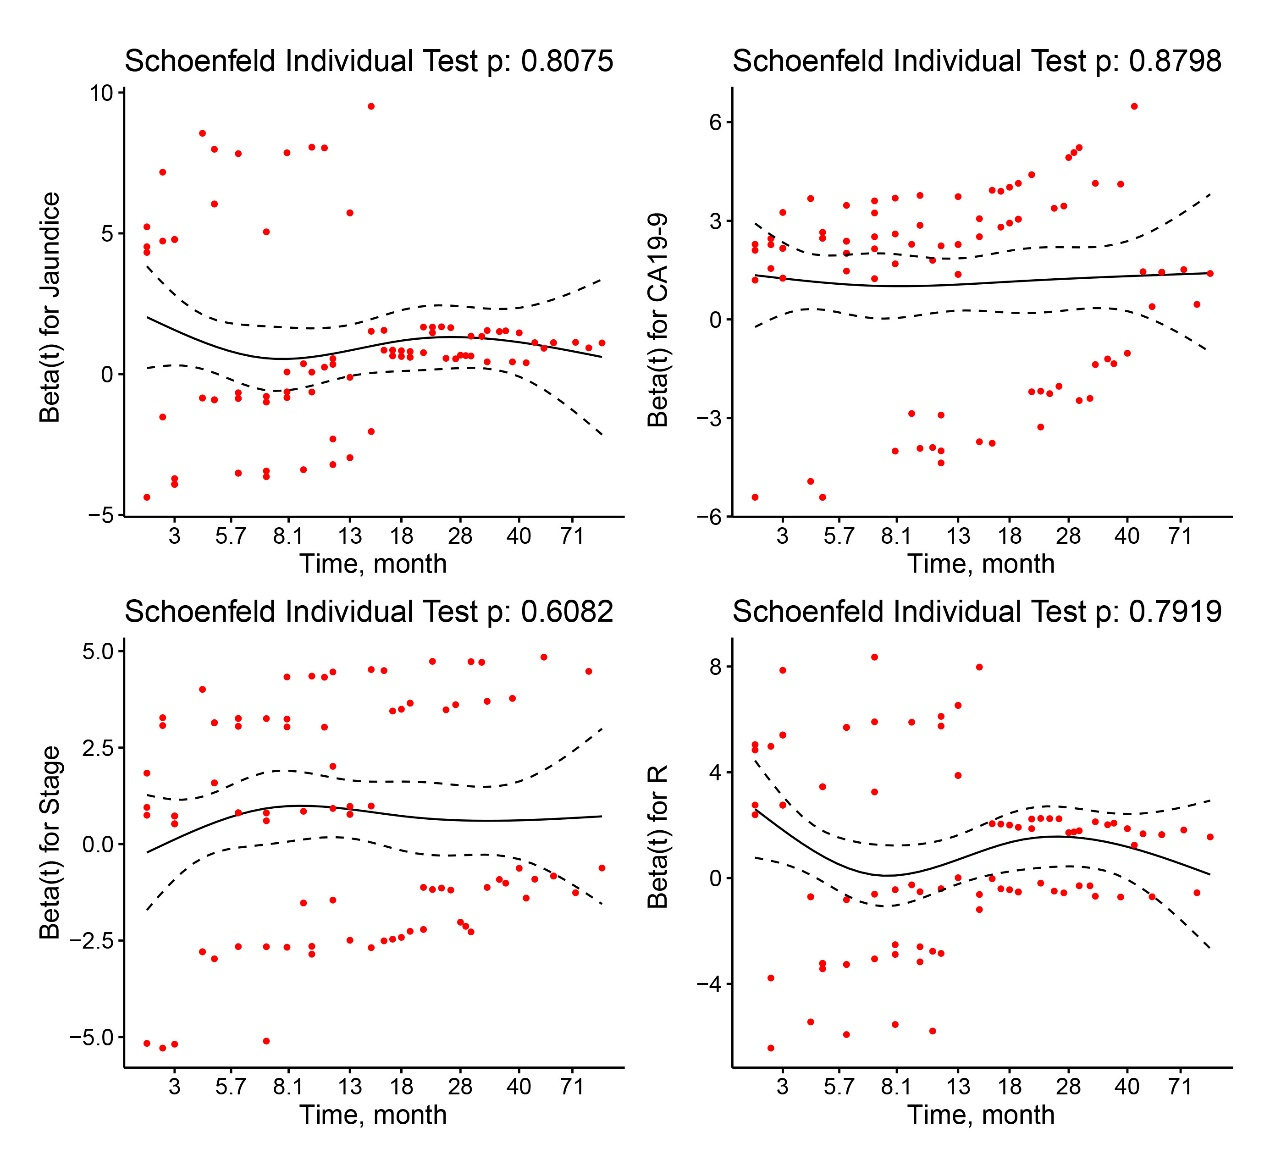 Schoenfeld Individual Test p: 0.8075
10
5
0
−5
Beta(t) for Jaundice
3 5.7 8.1 13 18 28 40 71
Time, month
Schoenfeld Individual Test p: 0.8798
6
3
0
−3
−6
Beta(t) for CA19-9
3 5.7 8.1 13 18 28 40 71
Time, month
Schoenfeld Individual Test p: 0.6082
5.0
2.5
0.0
−2.5
−5.0
Beta(t) for Stage
3 5.7 8.1 13 18 28 40 71
Time, month
Schoenfeld Individual Test p: 0.7919
8
4
0
−4
Beta(t) for R
3 5.7 8.1 13 18 28 40 71
Time, month